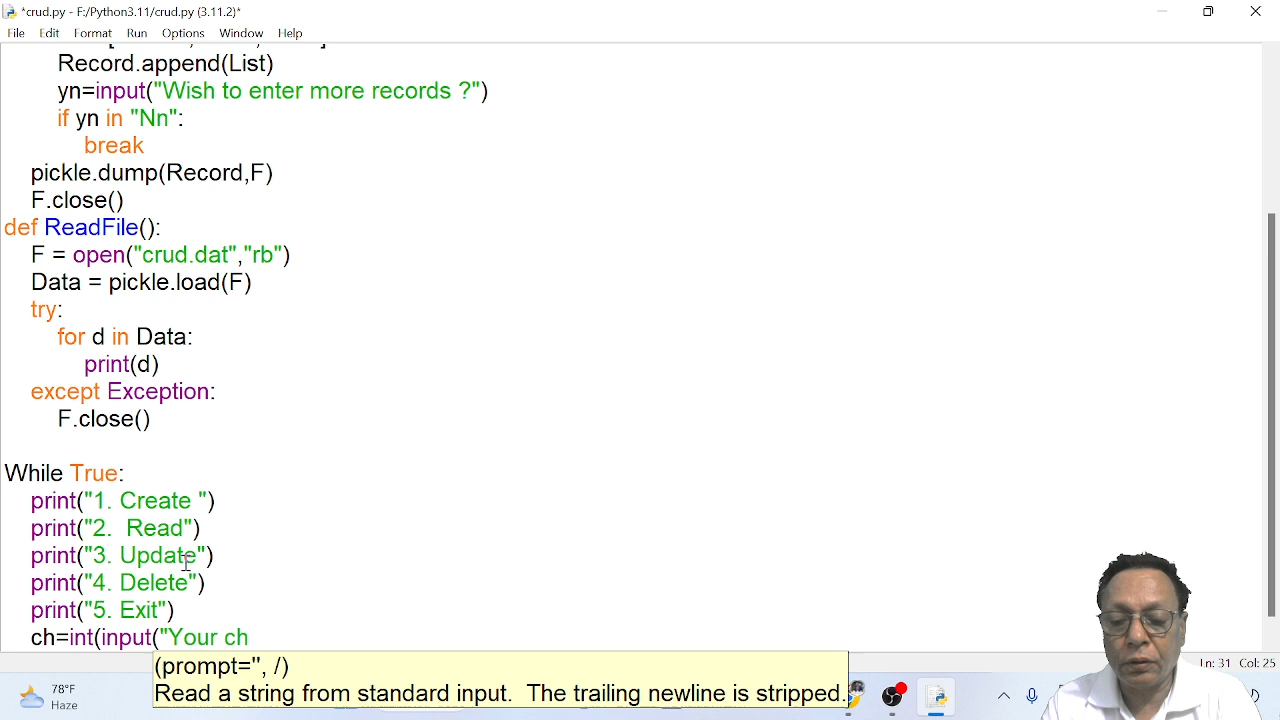 *crud.py - F:/Python3.11/crud.py (3.11.2)*
File Edit Format Run Options Window Help
Record.append(List)
yn=input("Wish to enter more records ?")
if yn in "Nn":
break
pickle.dump(Record,F)
F.close()
def ReadFile():
F = open("crud.dat","rb")
Data = pickle.load(F)
try:
for d in Data:
print(d)
except Exception:
F.close()
While True:
print("1. Create ")
print("2.  Read")
print("3. Update")
print("4. Delete")
print("5. Exit")
ch=int(input("Your ch
(prompt='', /)
Read a string from standard input.  The trailing newline is stripped.
Ln: 31 Col: 25
78°F
Haze